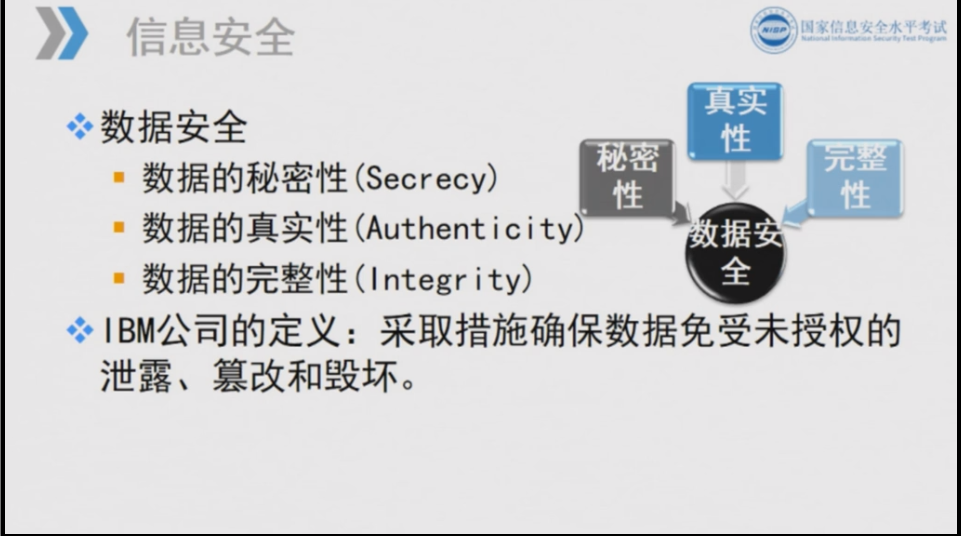 信息安全
NISP
国家信息安全水平考试
National Information Security Test Program
数据安全
数据的秘密性(Secrecy)
数据的真实性(Authenticity)
数据的完整性(Integrity)
秘密
性
真实
性
完整
性
数据安
全
IBM公司的定义：采取措施确保数据免受未授权的
泄露、篡改和毁坏。